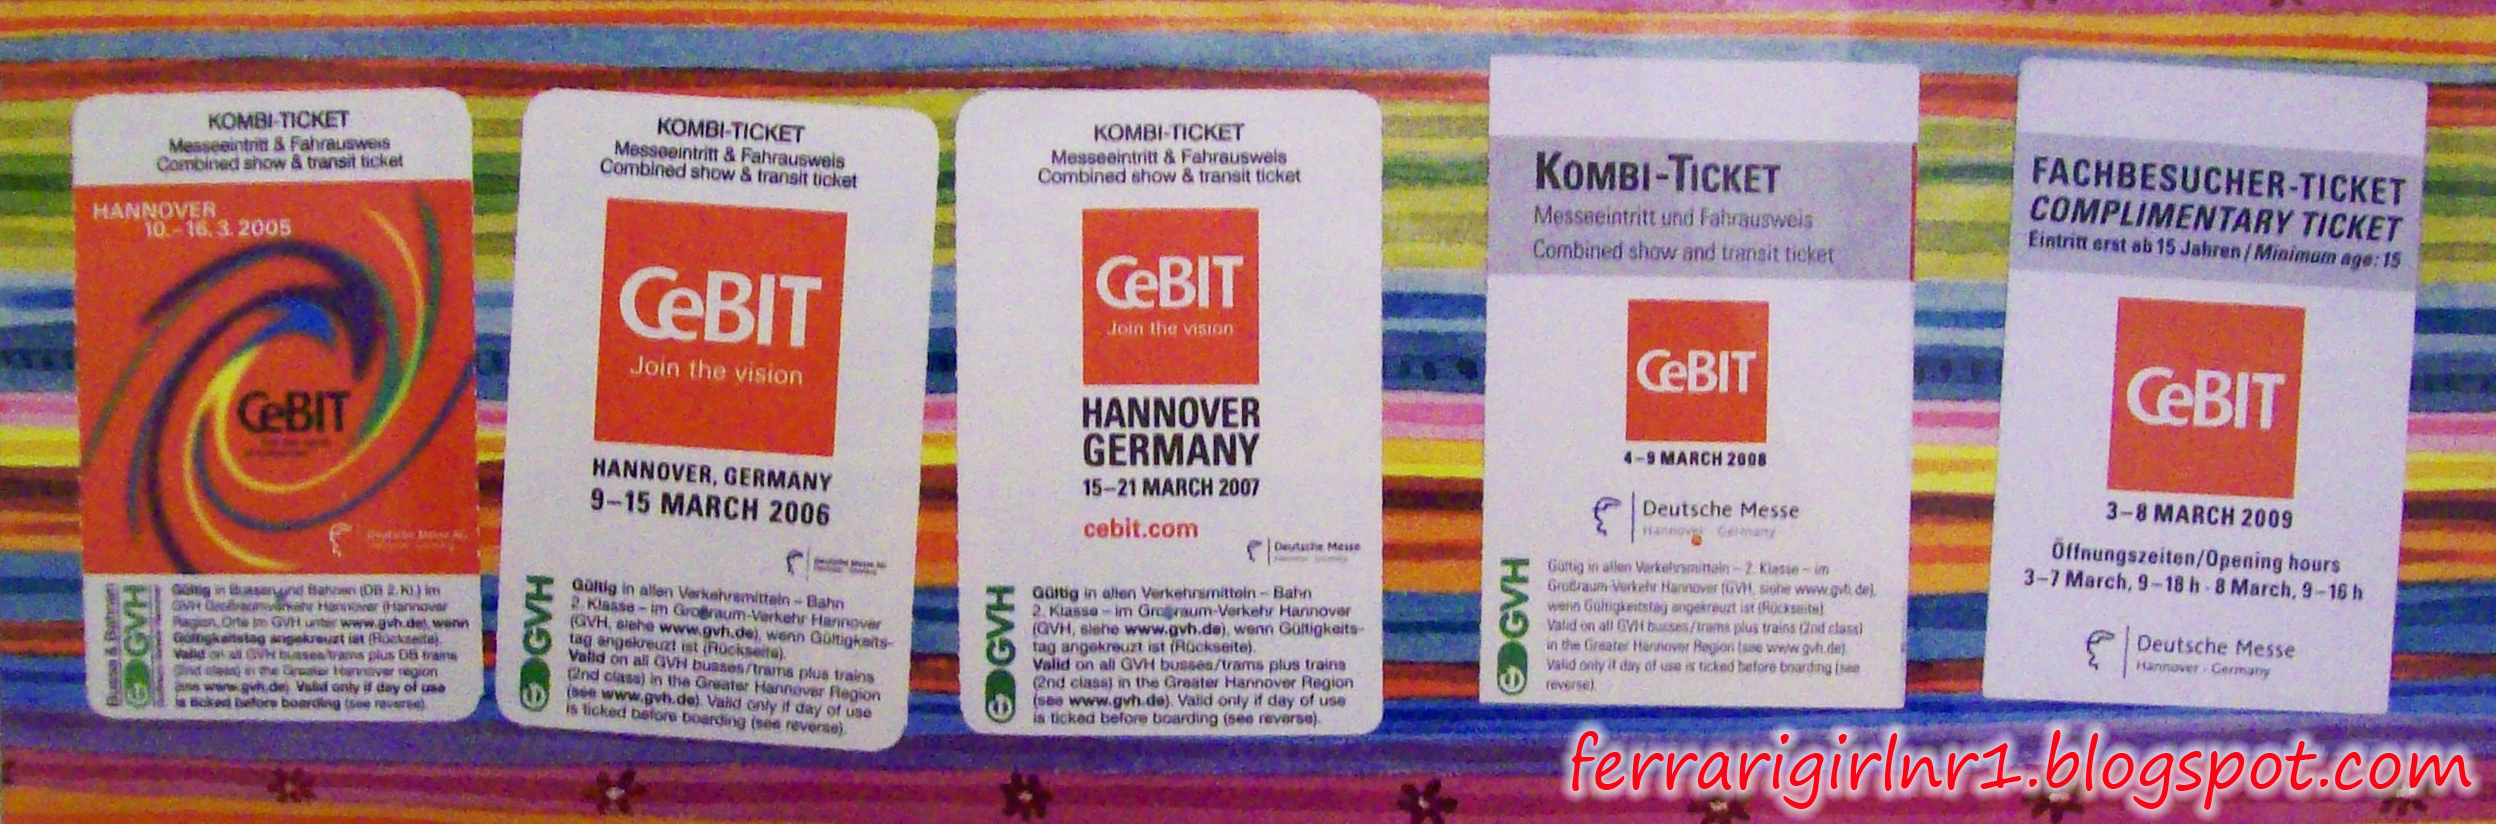 KOMBI-TICKET
Messeeintritt & Fahrausweis
Combined show & transit ticket
HANNOVER
10.-16.3.2005
CeBIT
Deutsche Messe AG
Busse & Bahnen
GVH
Gültig in Bussen und Bahnen (DB 2. Kl.) im
GVH Großraumverkehr Hannover (Hannover
Region, Orte im GVH unter www.gvh.de), wenn
Gültigkeitstag angekreuzt ist (Rückseite).
Valid on all GVH busses/trams plus DB trains
(2nd class) in the Greater Hannover region
(see www.gvh.de). Valid only if day of use
is ticked before boarding (see reverse).
KOMBI-TICKET
Messeeintritt & Fahrausweis
Combined show & transit ticket
CeBIT
Join the vision
HANNOVER, GERMANY
9–15 MARCH 2006
Deutsche Messe AG
GVH
Gültig in allen Verkehrsmitteln – Bahn
2. Klasse – im Großraum-Verkehr Hannover
(GVH, siehe www.gvh.de), wenn Gültigkeits-
tag angekreuzt ist (Rückseite).
Valid on all GVH busses/trams plus trains
(2nd class) in the Greater Hannover Region
(see www.gvh.de). Valid only if day of use
is ticked before boarding (see reverse).
KOMBI-TICKET
Messeeintritt & Fahrausweis
Combined show & transit ticket
CeBIT
Join the vision
HANNOVER
GERMANY
15–21 MARCH 2007
cebit.com
Deutsche Messe
GVH
Gültig in allen Verkehrsmitteln – Bahn
2. Klasse – im Großraum-Verkehr Hannover
(GVH, siehe www.gvh.de), wenn Gültigkeits-
tag angekreuzt ist (Rückseite).
Valid on all GVH busses/trams plus trains
(2nd class) in the Greater Hannover Region
(see www.gvh.de). Valid only if day of use
is ticked before boarding (see reverse).
KOMBI-TICKET
Messeeintritt und Fahrausweis
Combined show and transit ticket
CeBIT
4–9 MARCH 2008
Deutsche Messe
Hannover · Germany
GVH
Gültig in allen Verkehrsmitteln – 2. Klasse – im
Großraum-Verkehr Hannover (GVH, siehe www.gvh.de),
wenn Gültigkeitstag angekreuzt ist (Rückseite).
Valid on all GVH busses/trams plus trains (2nd class)
in the Greater Hannover Region (see www.gvh.de)
Valid only if day of use is ticked before boarding (see
reverse).
FACHBESUCHER-TICKET
COMPLIMENTARY TICKET
Eintritt erst ab 15 Jahren / Minimum age: 15
CeBIT
3–8 MARCH 2009
Öffnungszeiten/Opening hours
3–7 March, 9–18 h · 8 March, 9–16 h
Deutsche Messe
Hannover · Germany
ferrarigirlnr1.blogspot.com